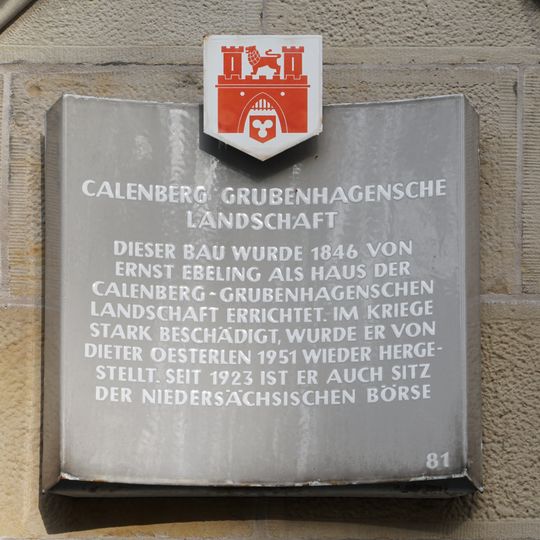 CALENBERG GRUBENHAGENSCHE
LANDSCHAFT
DIESER BAU WURDE 1846 VON
ERNST EBELING ALS HAUS DER
CALENBERG-GRUBENHAGENSCHEN
LANDSCHAFT ERRICHTET. IM KRIEGE
STARK BESCHÄDIGT, WURDE ER VON
DIETER OESTERLEN 1951 WIEDER HERGE-
STELLT. SEIT 1923 IST ER AUCH SITZ
DER NIEDERSÄCHSISCHEN BÖRSE
81